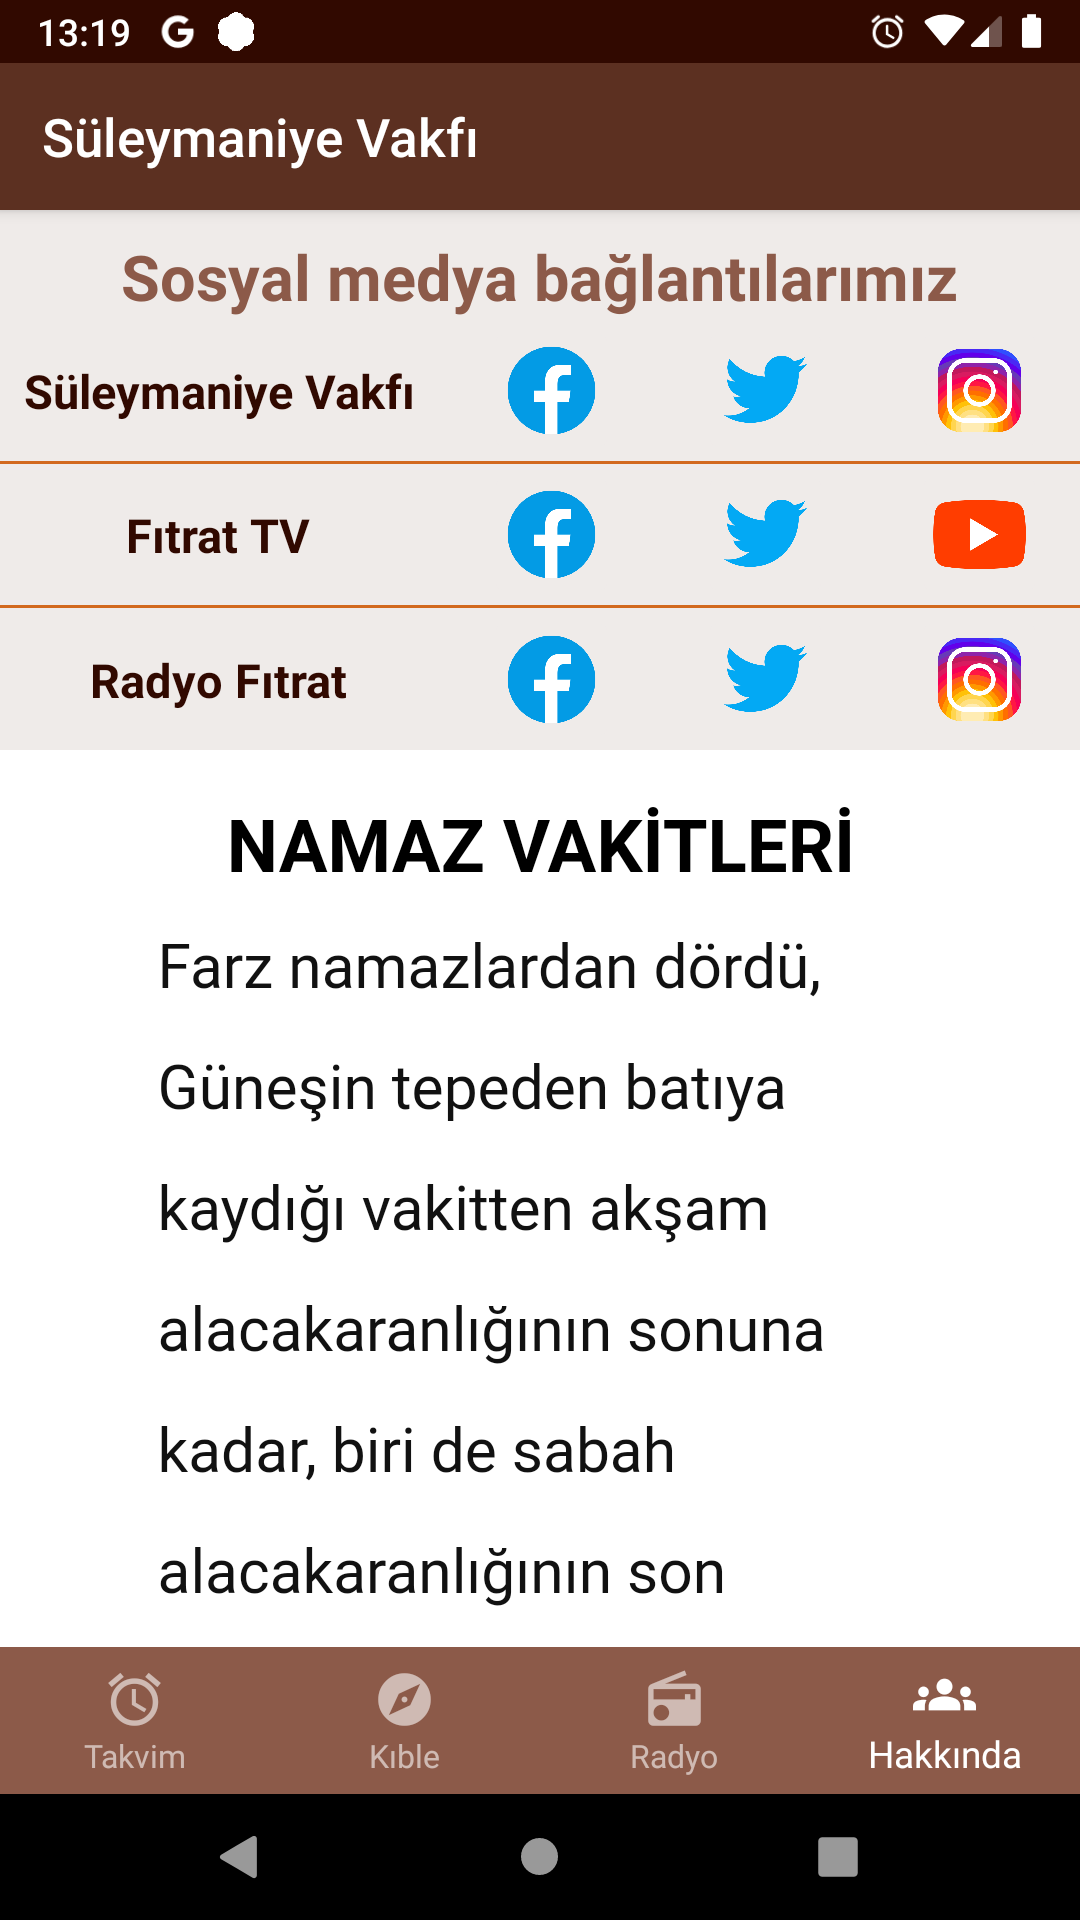 13:19
Süleymaniye Vakfı
Sosyal medya bağlantılarımız
Süleymaniye Vakfı
Fıtrat TV
Radyo Fıtrat
NAMAZ VAKİTLERİ
Farz namazlardan dördü,
Güneşin tepeden batıya
kaydığı vakitten akşam
alacakaranlığının sonuna
kadar, biri de sabah
alacakaranlığının son
Takvim
Kıble
Radyo
Hakkında